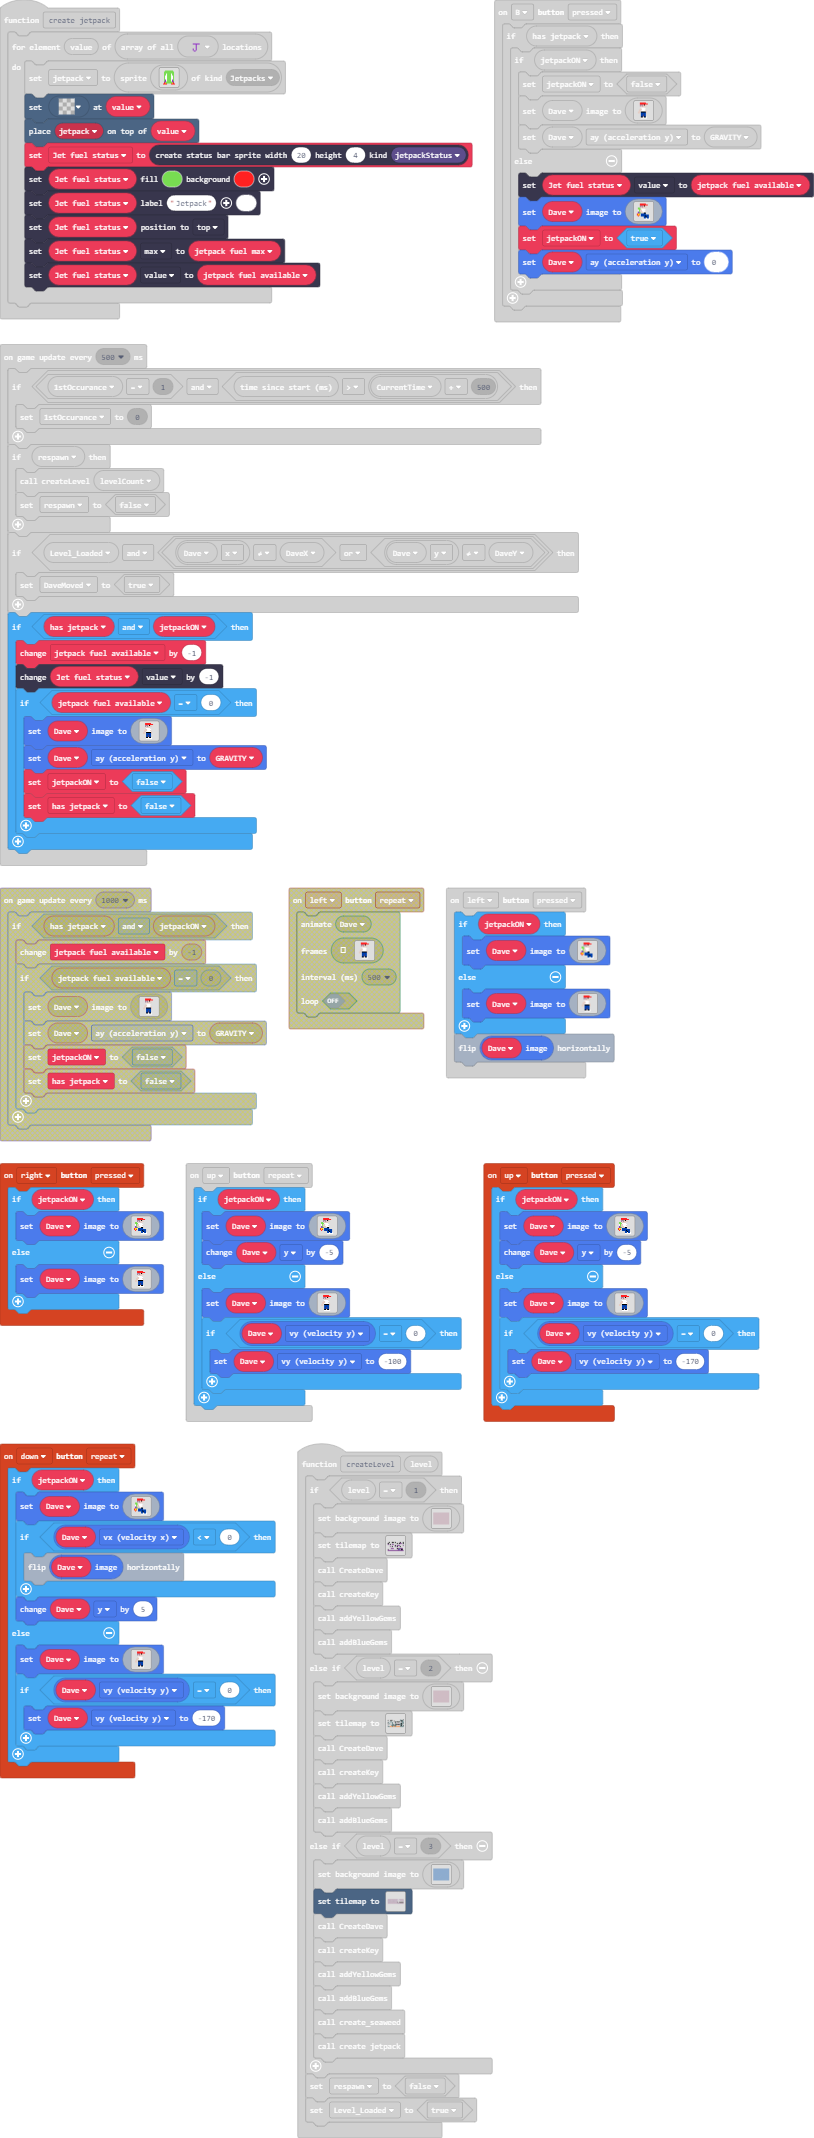 function create jetpack
for element value of array of all J locations
do
set jetpack to sprite of kind Jetpacks
set at value
place jetpack on top of value
set Jet fuel status to create status bar sprite width 20 height 4 kind jetpackStatus
set Jet fuel status fill background
set Jet fuel status label "Jetpack"
set Jet fuel status position to top
set Jet fuel status max to jetpack fuel max
set Jet fuel status value to jetpack fuel available
on B button pressed
if has jetpack then
if jetpackON then
set jetpackON to false
set Dave image to
set Dave ay (acceleration y) to GRAVITY
else
set Jet fuel status value to jetpack fuel available
set Dave image to
set jetpackON to true
set Dave ay (acceleration y) to 0
on game update every 500 ms
if 1stOccurance = 1 and time since start (ms) > CurrentTime + 500 then
set 1stOccurance to 0
if respawn then
call createLevel levelCount
set respawn to false
if Level_Loaded and Dave x ≠ DaveX or Dave y ≠ DaveY then
set DaveMoved to true
if has jetpack and jetpackON then
change jetpack fuel available by -1
change Jet fuel status value by -1
if jetpack fuel available = 0 then
set Dave image to
set Dave ay (acceleration y) to GRAVITY
set jetpackON to false
set has jetpack to false
on game update every 1000 ms
if has jetpack and jetpackON then
change jetpack fuel available by -1
if jetpack fuel available = 0 then
set Dave image to
set Dave ay (acceleration y) to GRAVITY
set jetpackON to false
set has jetpack to false
on left button repeat
animate Dave
frames
interval (ms) 500
loop OFF
on left button pressed
if jetpackON then
set Dave image to
else
set Dave image to
flip Dave image horizontally
on right button pressed
if jetpackON then
set Dave image to
else
set Dave image to
on up button repeat
if jetpackON then
set Dave image to
change Dave y by -5
else
set Dave image to
if Dave vy (velocity y) = 0 then
set Dave vy (velocity y) to -100
on up button pressed
if jetpackON then
set Dave image to
change Dave y by -5
else
set Dave image to
if Dave vy (velocity y) = 0 then
set Dave vy (velocity y) to -170
on down button repeat
if jetpackON then
set Dave image to
if Dave vx (velocity x) < 0 then
flip Dave image horizontally
change Dave y by 5
else
set Dave image to
if Dave vy (velocity y) = 0 then
set Dave vy (velocity y) to -170
function createLevel level
if level = 1 then
set background image to
set tilemap to
call CreateDave
call createKey
call addYellowGems
call addBlueGems
else if level = 2 then
set background image to
set tilemap to
call CreateDave
call createKey
call addYellowGems
call addBlueGems
else if level = 3 then
set background image to
set tilemap to
call CreateDave
call createKey
call addYellowGems
call addBlueGems
call create_seaweed
call create jetpack
set respawn to false
set Level_Loaded to true